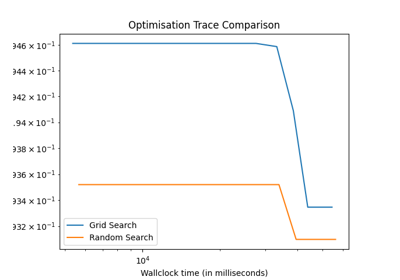 Optimisation Trace Comparison
946 × 10⁻¹
944 × 10⁻¹
942 × 10⁻¹
.94 × 10⁻¹
938 × 10⁻¹
936 × 10⁻¹
934 × 10⁻¹
932 × 10⁻¹
Grid Search
Random Search
10⁴
Wallclock time (in milliseconds)